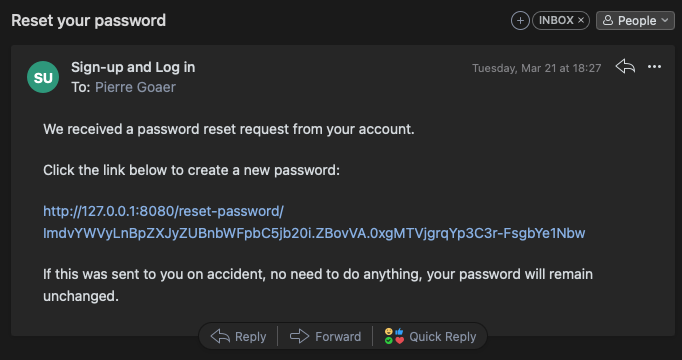 Reset your password
INBOX ×
People
SU
Sign-up and Log in
Tuesday, Mar 21 at 18:27
To: Pierre Goaer
We received a password reset request from your account.
Click the link below to create a new password:
http://127.0.0.1:8080/reset-password/
ImdvYWVyLnBpZXJyZUBnbWFpbC5jb20i.ZBovVA.0xgMTVjgrqYp3C3r-FsgbYe1Nbw
If this was sent to you on accident, no need to do anything, your password will remain
unchanged.
Reply
Forward
Quick Reply